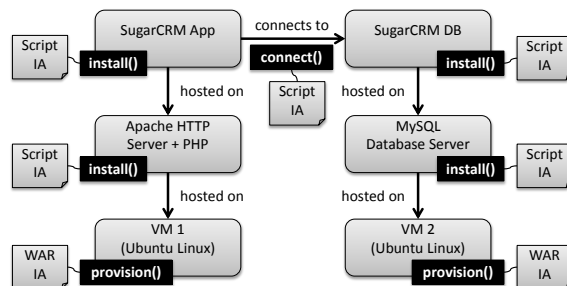 SugarCRM App
connects to
SugarCRM DB
Script
IA
install()
connect()
install()
Script
IA
Script
IA
hosted on
hosted on
Apache HTTP
Server + PHP
MySQL
Database Server
Script
IA
install()
install()
Script
IA
hosted on
hosted on
VM 1
(Ubuntu Linux)
VM 2
(Ubuntu Linux)
WAR
IA
provision()
provision()
WAR
IA